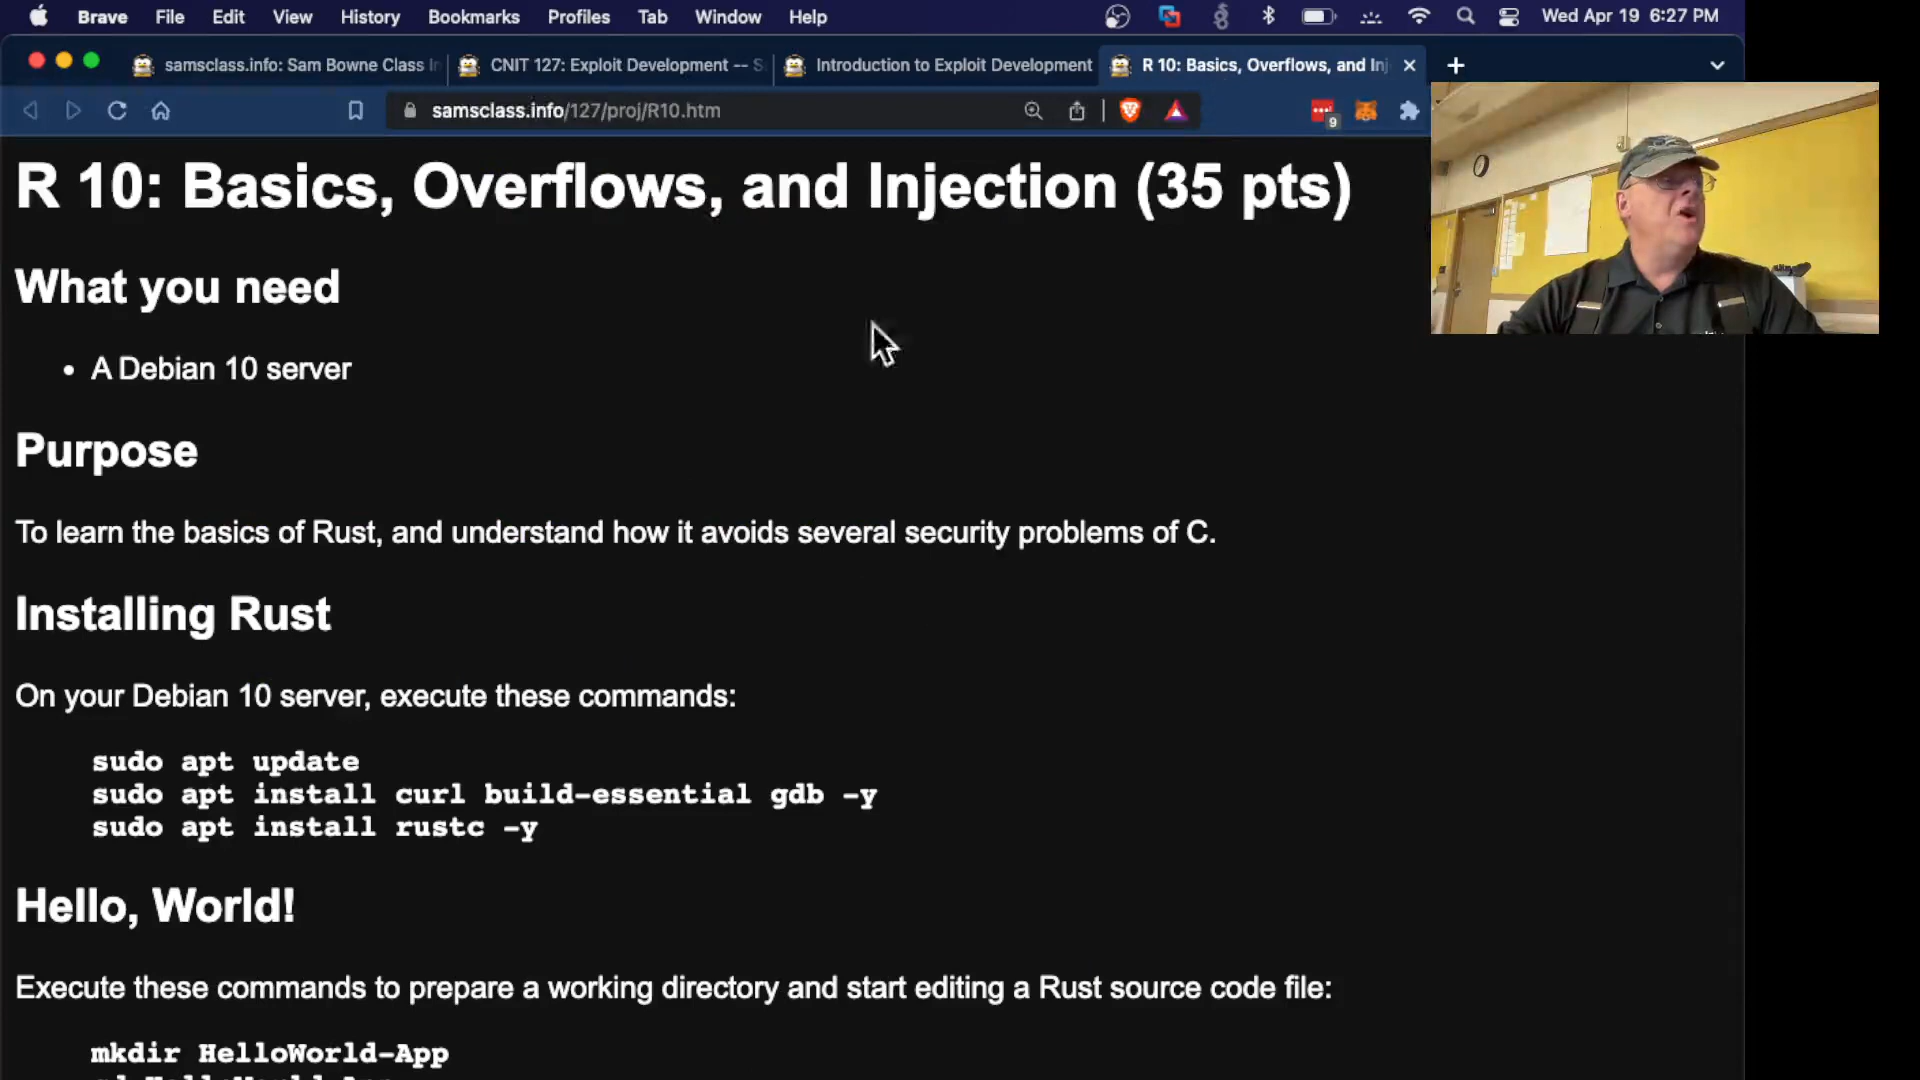 Brave File Edit View History Bookmarks Profiles Tab Window Help Wed Apr 19 6:27 PM
samsclass.info: Sam Bowne Class In CNIT 127: Exploit Development -- S Introduction to Exploit Development R 10: Basics, Overflows, and Inj
samsclass.info/127/proj/R10.htm 9
R 10: Basics, Overflows, and Injection (35 pts)
What you need
• A Debian 10 server
Purpose
To learn the basics of Rust, and understand how it avoids several security problems of C.
Installing Rust
On your Debian 10 server, execute these commands:
sudo apt update
sudo apt install curl build-essential gdb -y
sudo apt install rustc -y
Hello, World!
Execute these commands to prepare a working directory and start editing a Rust source code file:
mkdir HelloWorld-App